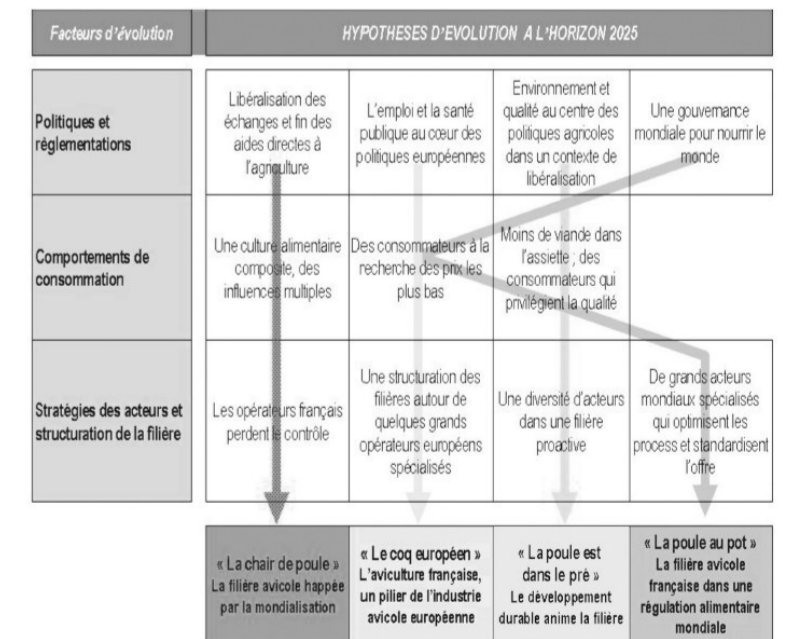 Facteurs d'évolution
HYPOTHESES D'EVOLUTION A L'HORIZON 2025
Politiques et
règlementations
Libéralisation des
échanges et fin des
aides directes à
l'agriculture
L'emploi et la santé
publique au cœur des
politiques européennes
Environnement et
qualité au centre des
politiques agricoles
dans un contexte de
libéralisation
Une gouvernance
mondiale pour nourrir le
monde
Comportements de
consommation
Une culture alimentaire
composite, des
influences multiples
Des consommateurs à la
recherche des prix les
plus bas
Moins de viande dans
l'assiette ; des
consommateurs qui
privilégient la qualité
Stratégies des acteurs et
structuration de la filière
Les opérateurs français
perdent le contrôle
Une structuration des
filières autour de
quelques grands
opérateurs européens
spécialisés
Une diversité d'acteurs
dans une filière
proactive
De grands acteurs
mondiaux spécialisés
qui optimisent les
process et standardisent
l'offre
« La chair de poule »
La filière avicole happée
par la mondialisation
« Le coq européen »
L'aviculture française,
un pilier de l'industrie
avicole européenne
« La poule est
dans le pré »
Le développement
durable anime la filière
« La poule au pot »
La filière avicole
française dans une
régulation alimentaire
mondiale